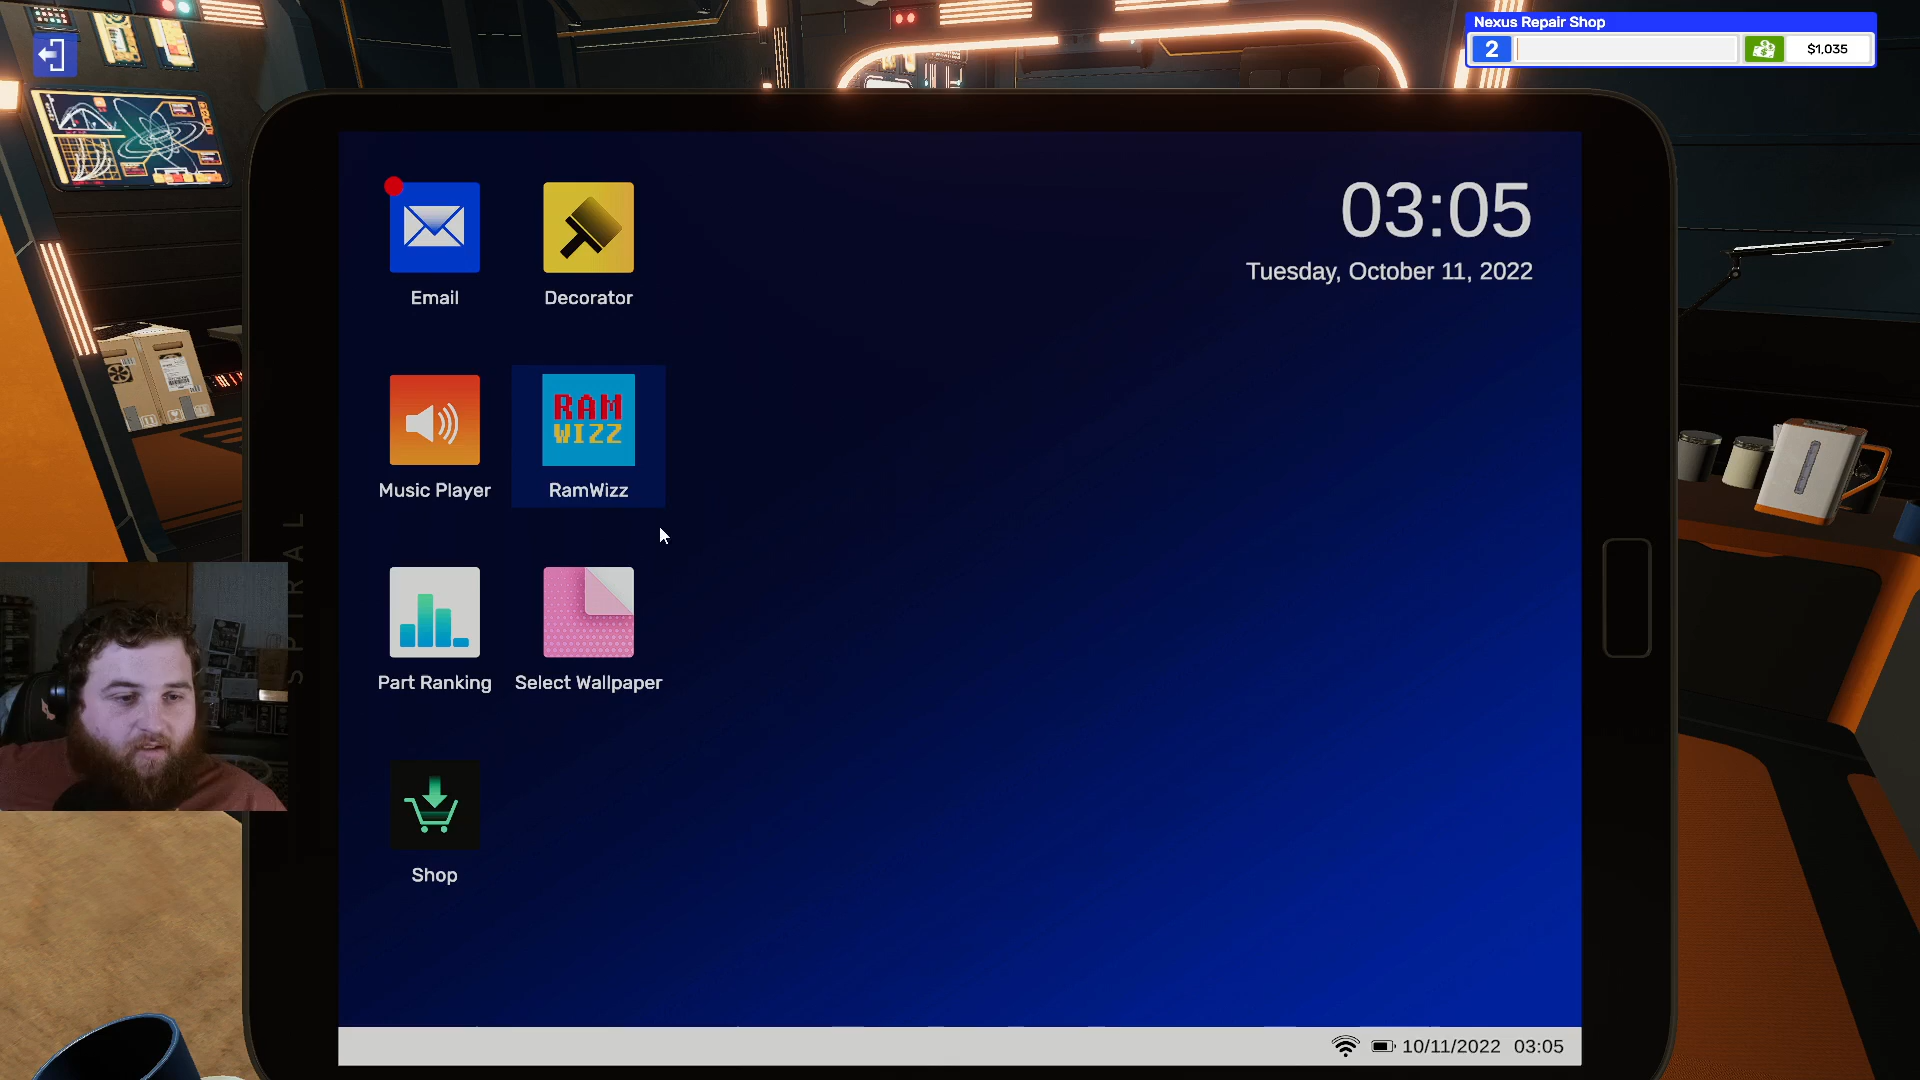 Nexus Repair Shop
2
$1,035
03:05
Tuesday, October 11, 2022
Email
Decorator
RAM
WIZZ
Music Player
RamWizz
Part Ranking
Select Wallpaper
Shop
SPIRAL
10/11/2022 03:05